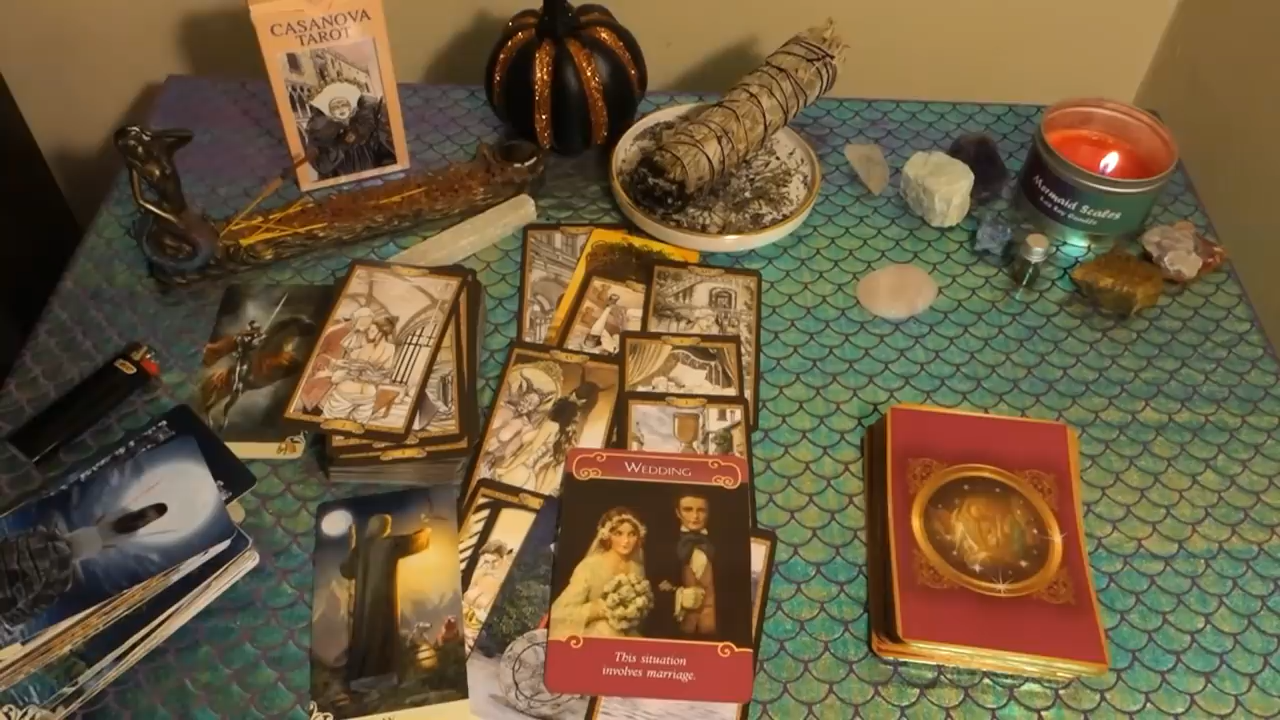 CASANOVA
TAROT
Mermaid Scales
WEDDING
This situation
involves marriage.